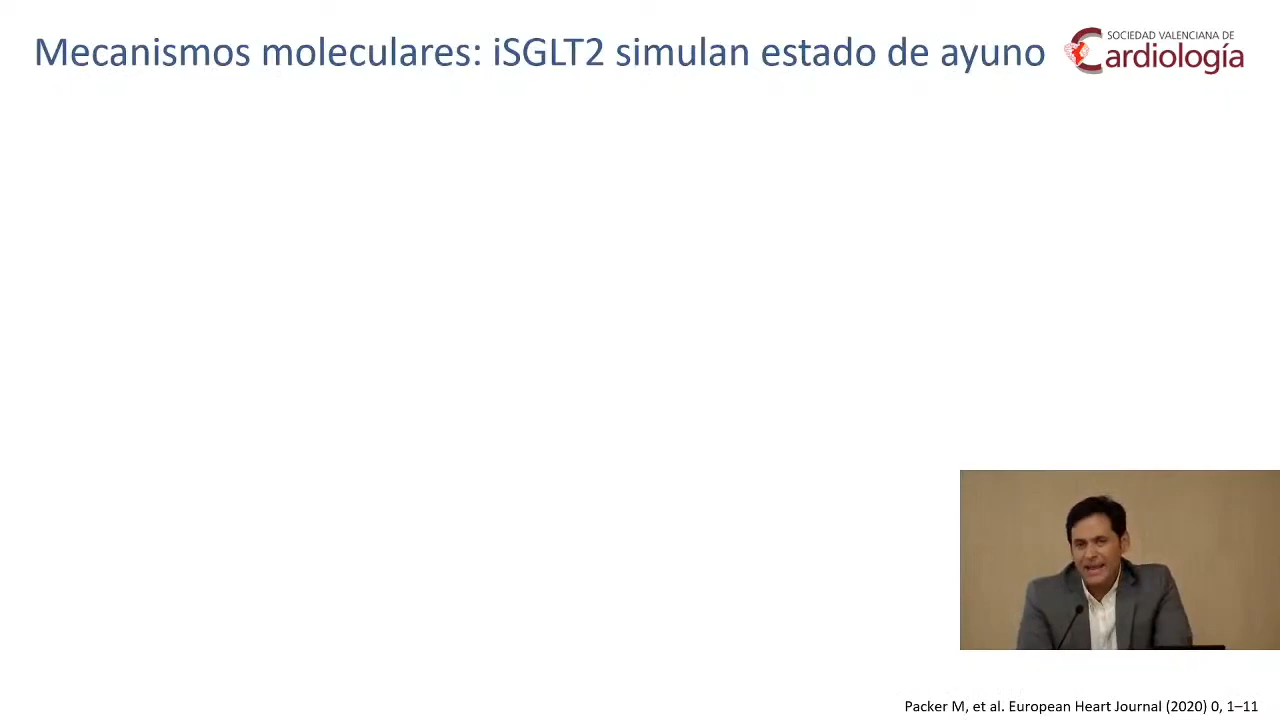 Mecanismos moleculares: iSGLT2 simulan estado de ayuno
SOCIEDAD VALENCIANA DE
Cardiología
Packer M, et al. European Heart Journal (2020) 0, 1–11